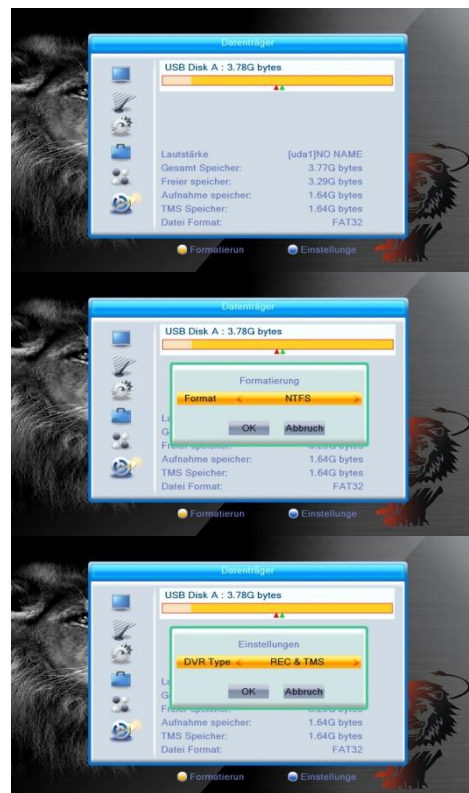 Datenträger
USB Disk A : 3.78G bytes
Lautstärke [uda1]NO NAME
Gesamt Speicher: 3.77G bytes
Freier speicher: 3.29G bytes
Aufnahme speicher: 1.64G bytes
TMS Speicher: 1.64G bytes
Datei Format: FAT32
Formatierun Einstellunge
Datenträger
USB Disk A : 3.78G bytes
Formatierung
Format NTFS
OK Abbruch
Aufnahme speicher: 1.64G bytes
TMS Speicher: 1.64G bytes
Datei Format: FAT32
Formatierun Einstellunge
Datenträger
USB Disk A : 3.78G bytes
Einstellungen
DVR Type REC & TMS
OK Abbruch
Aufnahme speicher: 1.64G bytes
TMS Speicher: 1.64G bytes
Datei Format: FAT32
Formatierun Einstellunge